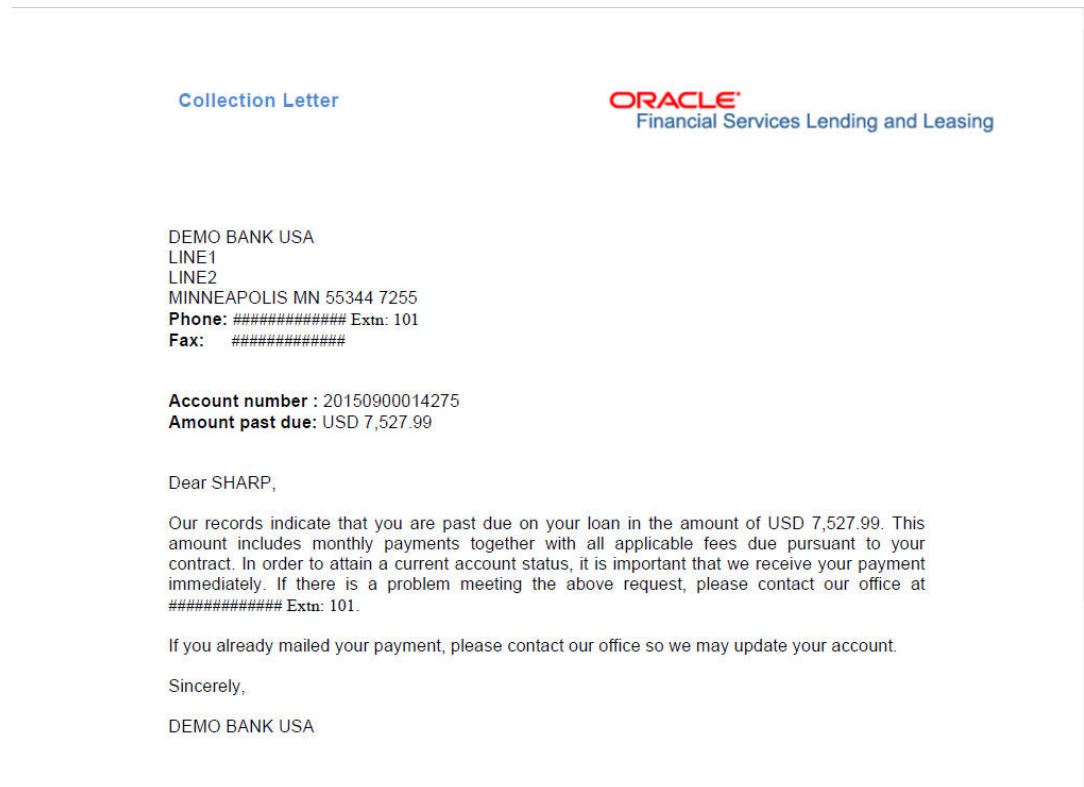 Collection Letter
ORACLE
Financial Services Lending and Leasing
DEMO BANK USA
LINE1
LINE2
MINNEAPOLIS MN 55344 7255
Phone: ############# Extn: 101
Fax: #############
Account number : 20150900014275
Amount past due: USD 7,527.99
Dear SHARP,
Our records indicate that you are past due on your loan in the amount of USD 7,527.99. This
amount includes monthly payments together with all applicable fees due pursuant to your
contract. In order to attain a current account status, it is important that we receive your payment
immediately. If there is a problem meeting the above request, please contact our office at
############# Extn: 101.
If you already mailed your payment, please contact our office so we may update your account.
Sincerely,
DEMO BANK USA